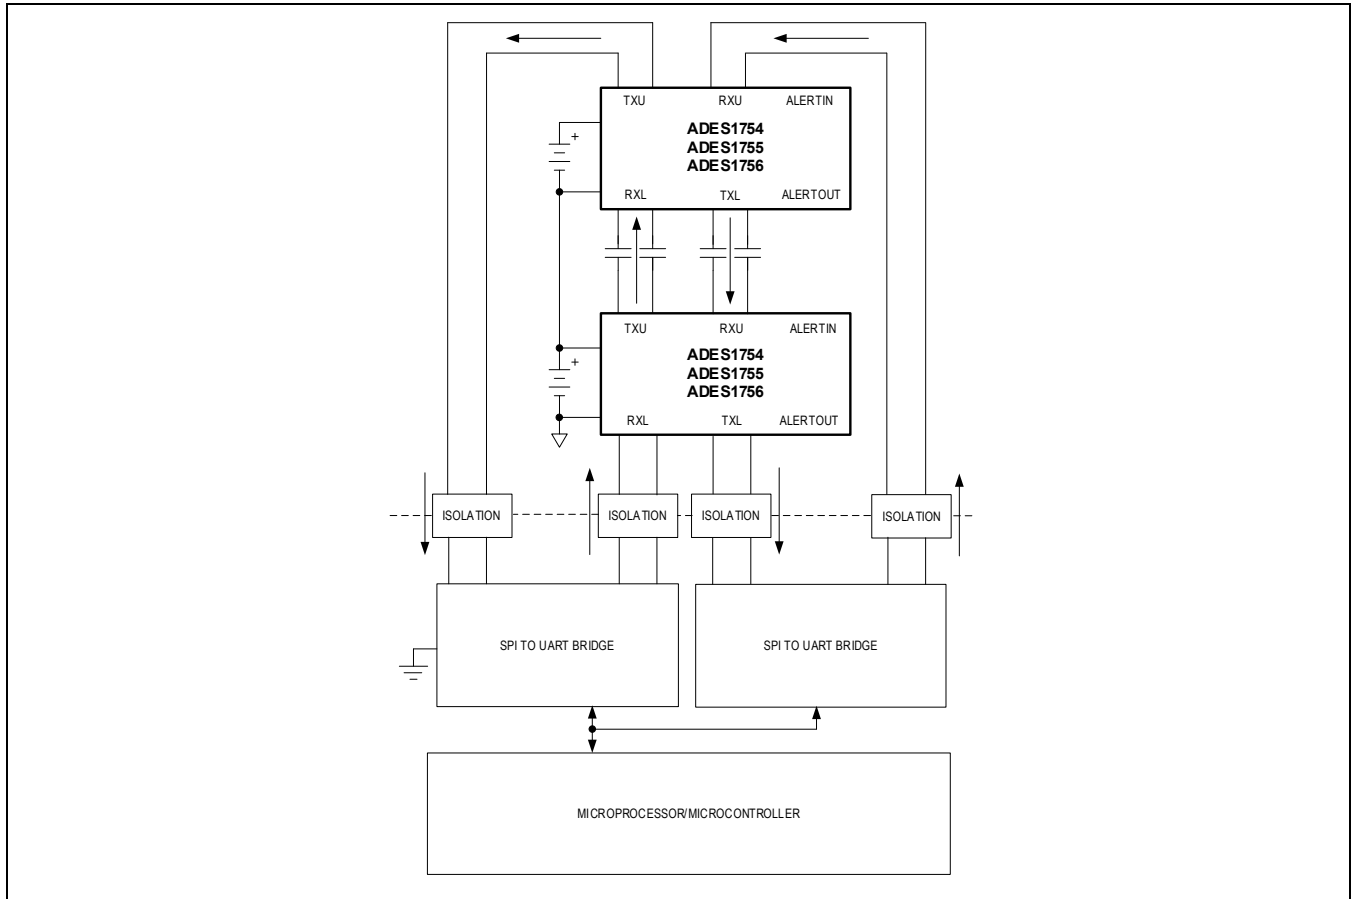 TXU RXU ALERTIN
ADES1754
ADES1755
ADES1756
+
RXL TXL ALERTOUT
TXU RXU ALERTIN
ADES1754
ADES1755
ADES1756
+
RXL TXL ALERTOUT
ISOLATION ISOLATION ISOLATION ISOLATION
SPI TO UART BRIDGE SPI TO UART BRIDGE
MICROPROCESSOR/MICROCONTROLLER